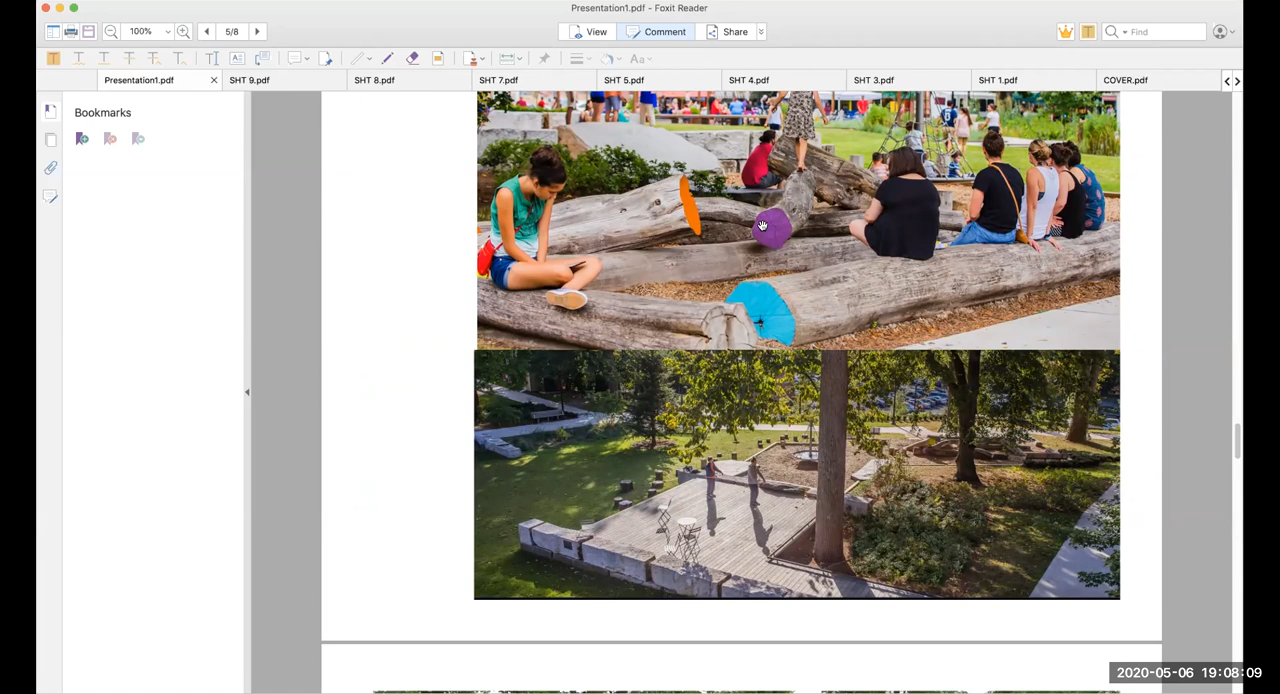 Presentation1.pdf - Foxit Reader
100%
5/8
View
Comment
Share
Find
Presentation1.pdf
SHT 9.pdf
SHT 8.pdf
SHT 7.pdf
SHT 5.pdf
SHT 4.pdf
SHT 3.pdf
SHT 1.pdf
COVER.pdf
Bookmarks
2020-05-06 19:08:09